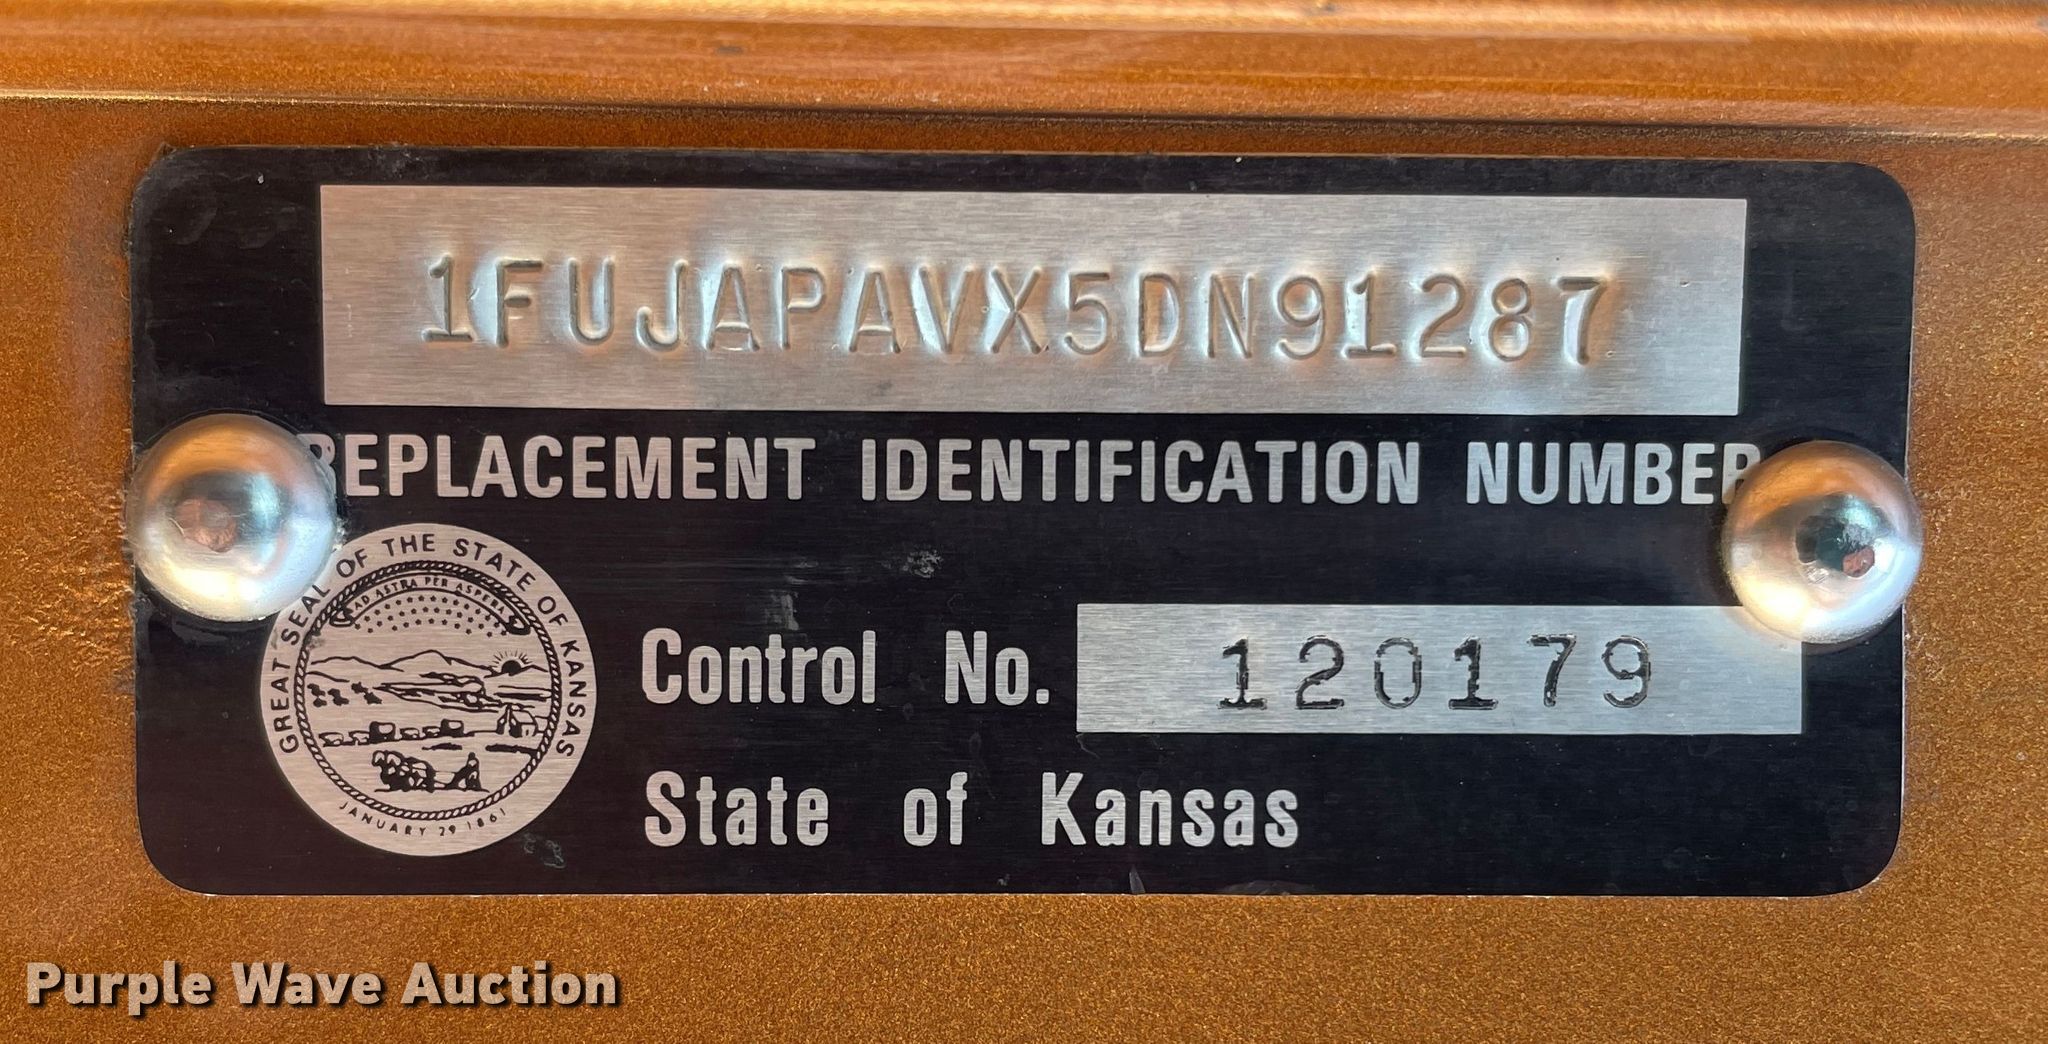 1FUJAPAVX5DN91287
REPLACEMENT IDENTIFICATION NUMBER
GREAT SEAL OF THE STATE OF KANSAS
AD ASTRA PER ASPERA
JANUARY 29 1861
Control No. 120179
State of Kansas
Purple Wave Auction